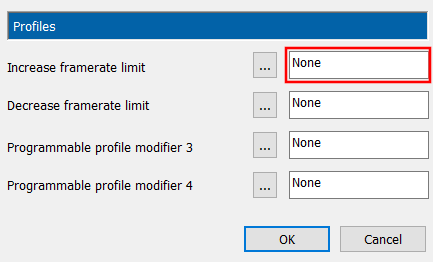 Profiles
Increase framerate limit ... None
Decrease framerate limit ... None
Programmable profile modifier 3 ... None
Programmable profile modifier 4 ... None
OK Cancel